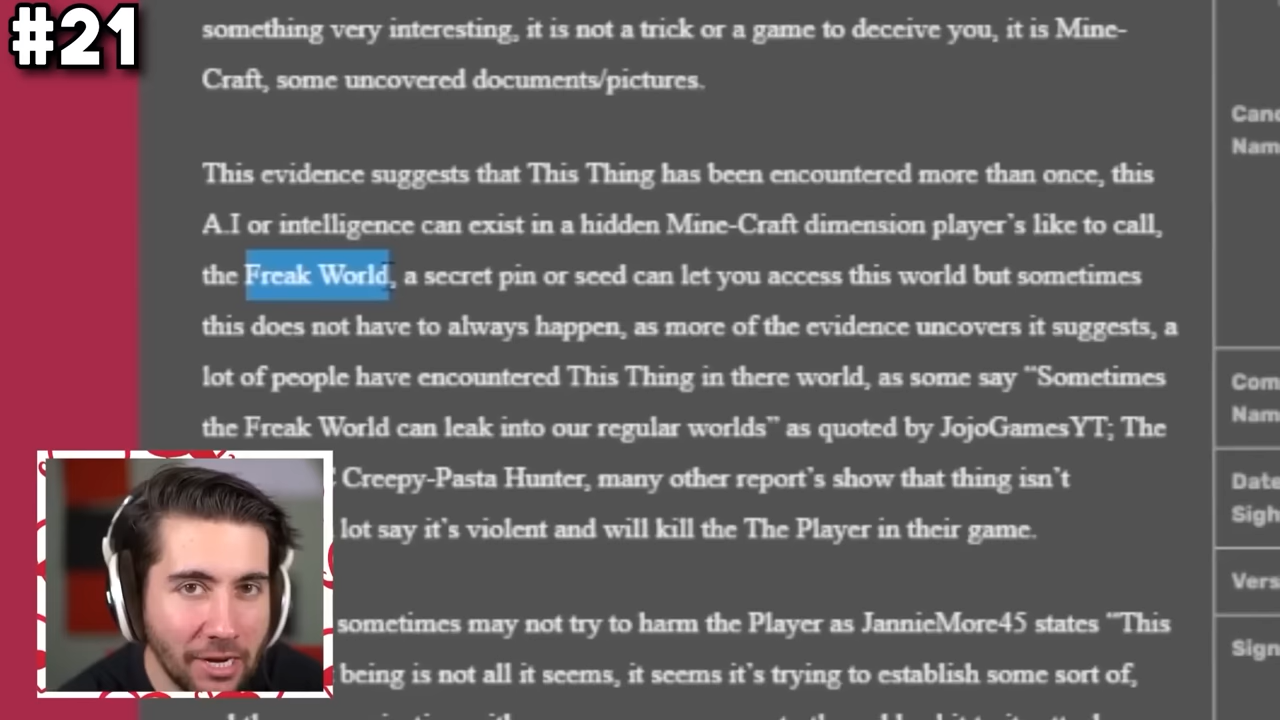 #21
something very interesting, it is not a trick or a game to deceive you, it is Mine-
Craft, some uncovered documents/pictures.
This evidence suggests that This Thing has been encountered more than once, this
A.I or intelligence can exist in a hidden Mine-Craft dimension player’s like to call,
the Freak World, a secret pin or seed can let you access this world but sometimes
this does not have to always happen, as more of the evidence uncovers it suggests, a
lot of people have encountered This Thing in there world, as some say “Sometimes
the Freak World can leak into our regular worlds” as quoted by JojoGamesYT; The
Creepy-Pasta Hunter, many other report’s show that thing isn’t
lot say it’s violent and will kill the The Player in their game.
sometimes may not try to harm the Player as JannieMore45 states “This
being is not all it seems, it seems it’s trying to establish some sort of,
Com
Name
Date
Sigh
Vers
Sign